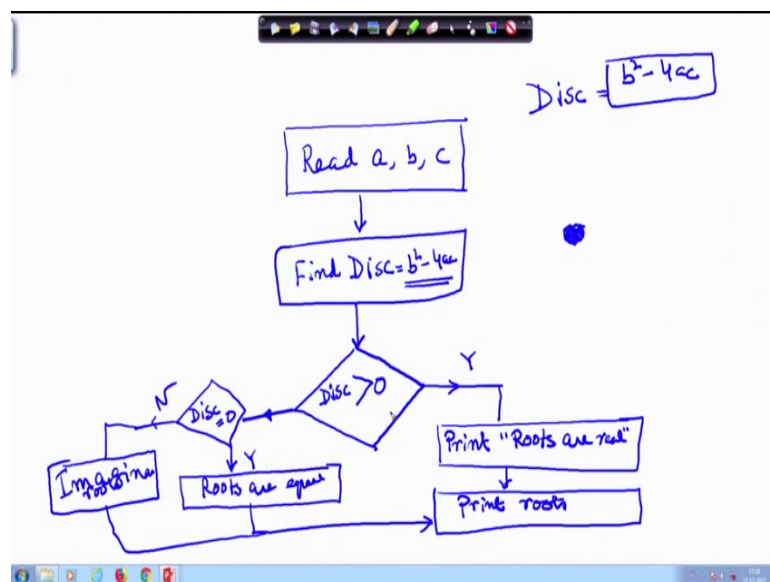 Disc = b² - 4ac
Read a, b, c
Find Disc = b² - 4ac
Disc > 0
Y
N
Disc = 0
Y
Print "Roots are real"
Imagina
roots
Roots are equal
Print roots